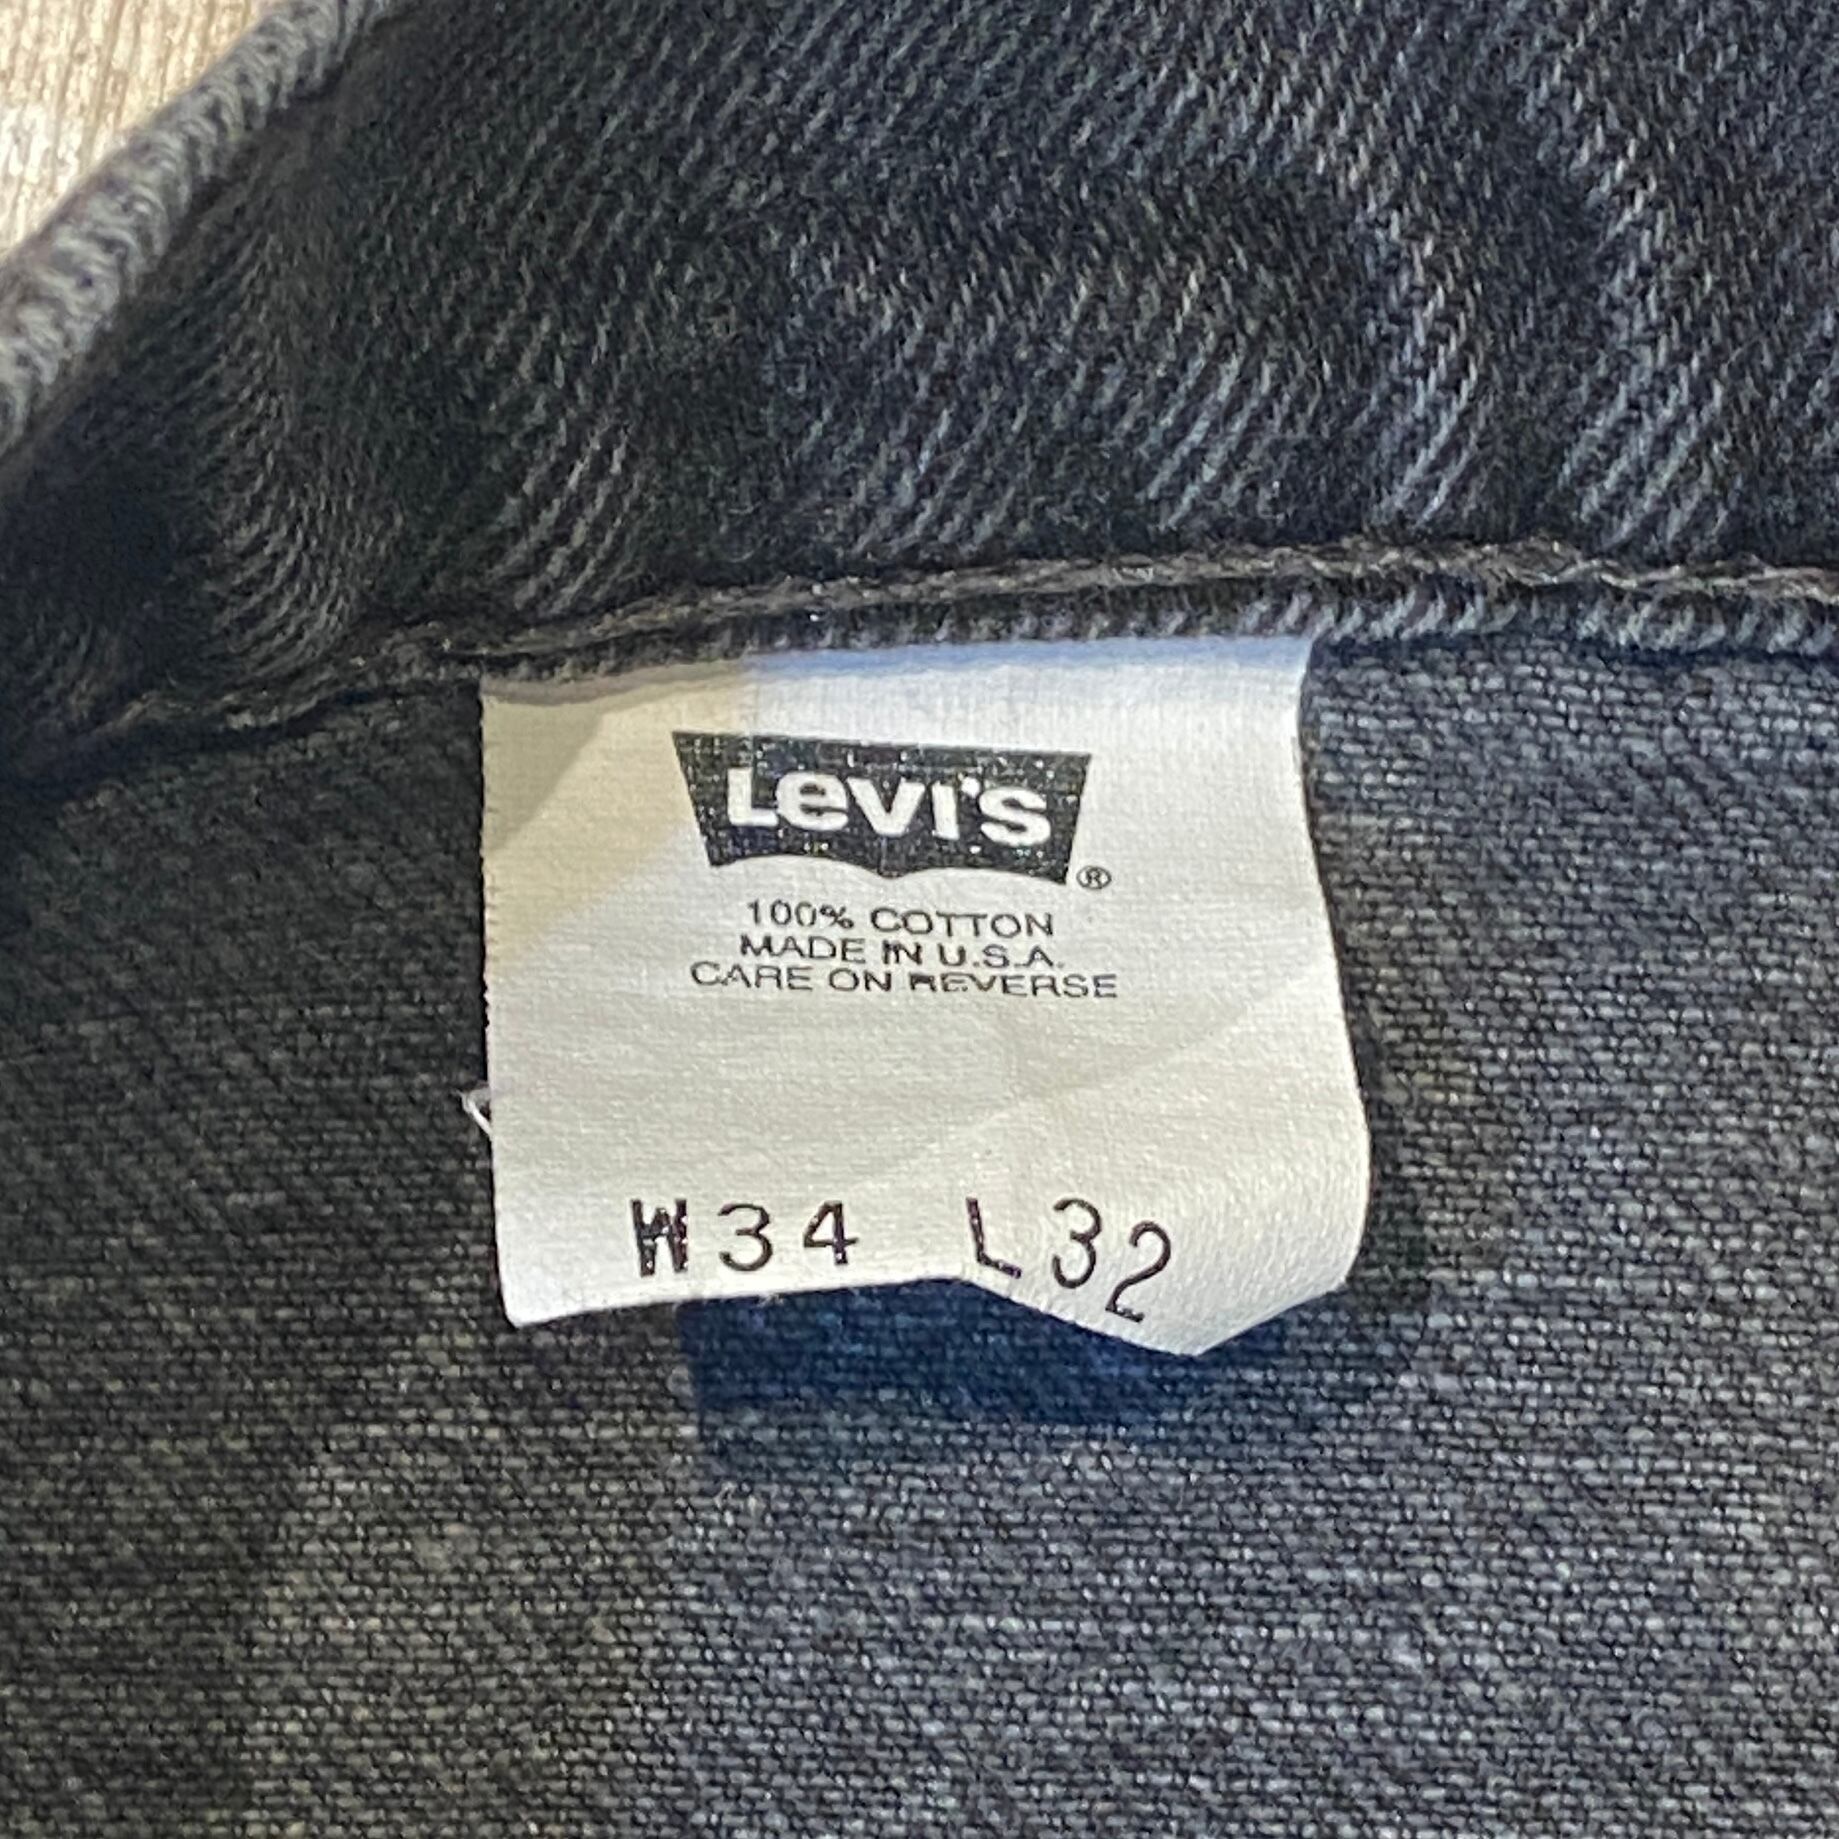 LEVI'S ®
100% COTTON
MADE IN U.S.A.
CARE ON REVERSE
W34 L32